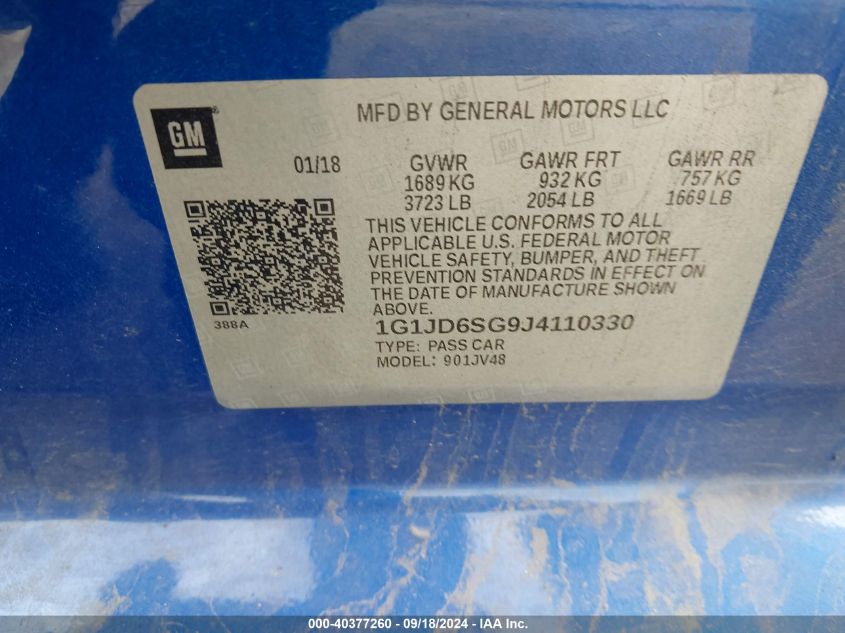 MFD BY GENERAL MOTORS LLC
GM
01/18
GVWR GAWR FRT GAWR RR
1689 KG 932 KG 757 KG
3723 LB 2054 LB 1669 LB
THIS VEHICLE CONFORMS TO ALL
APPLICABLE U.S. FEDERAL MOTOR
VEHICLE SAFETY, BUMPER, AND THEFT
PREVENTION STANDARDS IN EFFECT ON
THE DATE OF MANUFACTURE SHOWN
ABOVE.
388A
1G1JD6SG9J4110330
TYPE: PASS CAR
MODEL: 901JV48
000-40377260 - 09/18/2024 - IAA Inc.